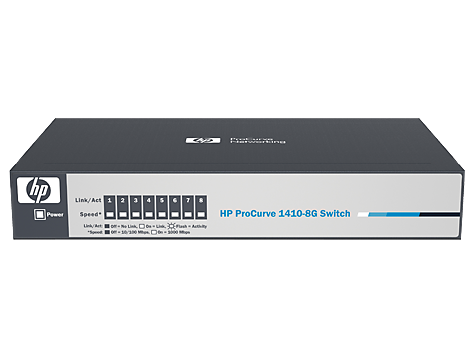 hp
ProCurve
Networking
hp
Power
Link/Act
1 2 3 4 5 6 7 8
Speed*
HP ProCurve 1410-8G Switch
Link/Act: Off = No Link, On = Link, Flash = Activity
*Speed: Off = 10/100 Mbps, On = 1000 Mbps